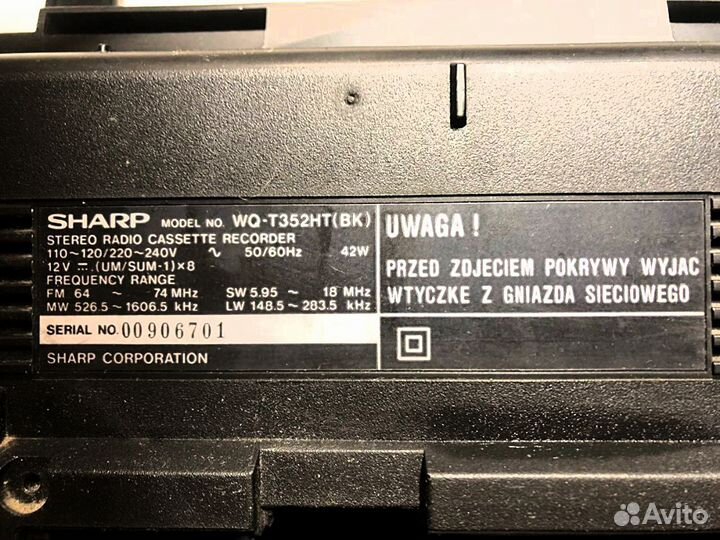 SHARP MODEL NO. WQ-T352HT(BK)
STEREO RADIO CASSETTE RECORDER
110~120/220~240V ∿ 50/60Hz 42W
12V ⎓ (UM/SUM-1)×8
FREQUENCY RANGE
FM 64 ~ 74 MHz SW 5.95 ~ 18 MHz
MW 526.5~1606.5 kHz LW 148.5~283.5 kHz
SERIAL NO. 00906701
SHARP CORPORATION
UWAGA !
PRZED ZDJECIEM POKRYWY WYJAC
WTYCZKE Z GNIAZDA SIECIOWEGO
Avito